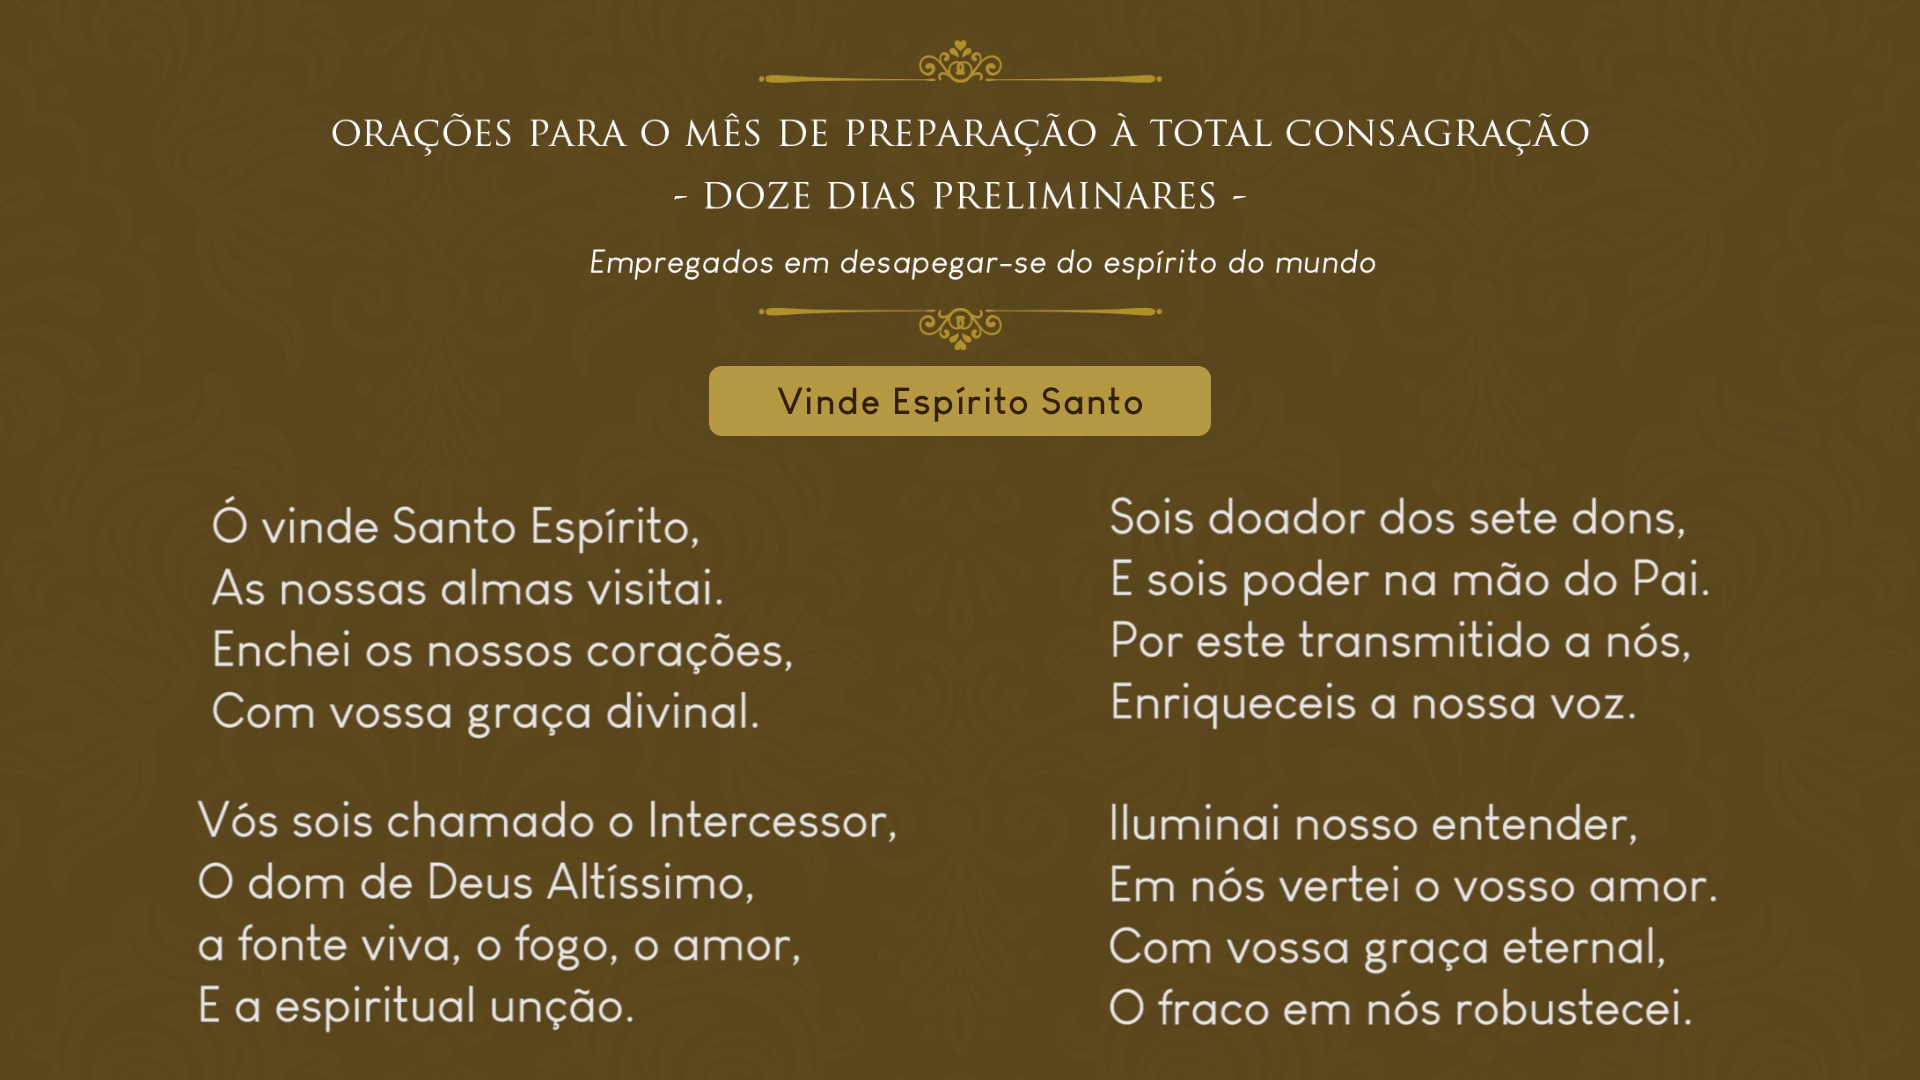 ORAÇÕES PARA O MÊS DE PREPARAÇÃO À TOTAL CONSAGRAÇÃO
- DOZE DIAS PRELIMINARES -
Empregados em desapegar-se do espírito do mundo
Vinde Espírito Santo
Ó vinde Santo Espírito,
As nossas almas visitai.
Enchei os nossos corações,
Com vossa graça divinal.
Vós sois chamado o Intercessor,
O dom de Deus Altíssimo,
a fonte viva, o fogo, o amor,
E a espiritual unção.
Sois doador dos sete dons,
E sois poder na mão do Pai.
Por este transmitido a nós,
Enriqueceis a nossa voz.
Iluminai nosso entender,
Em nós vertei o vosso amor.
Com vossa graça eternal,
O fraco em nós robustecei.